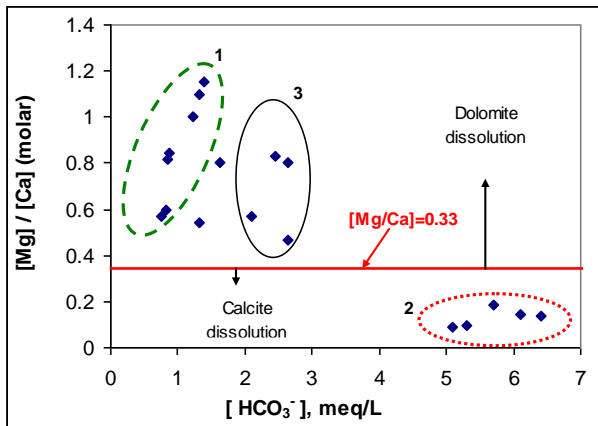 1.4
1.2
1
0.8
0.6
0.4
0.2
0
[Mg] / [Ca] (molar)
1
3
Dolomite
dissolution
[Mg/Ca]=0.33
Calcite
dissolution
2
0 1 2 3 4 5 6 7
[ HCO₃⁻ ], meq/L